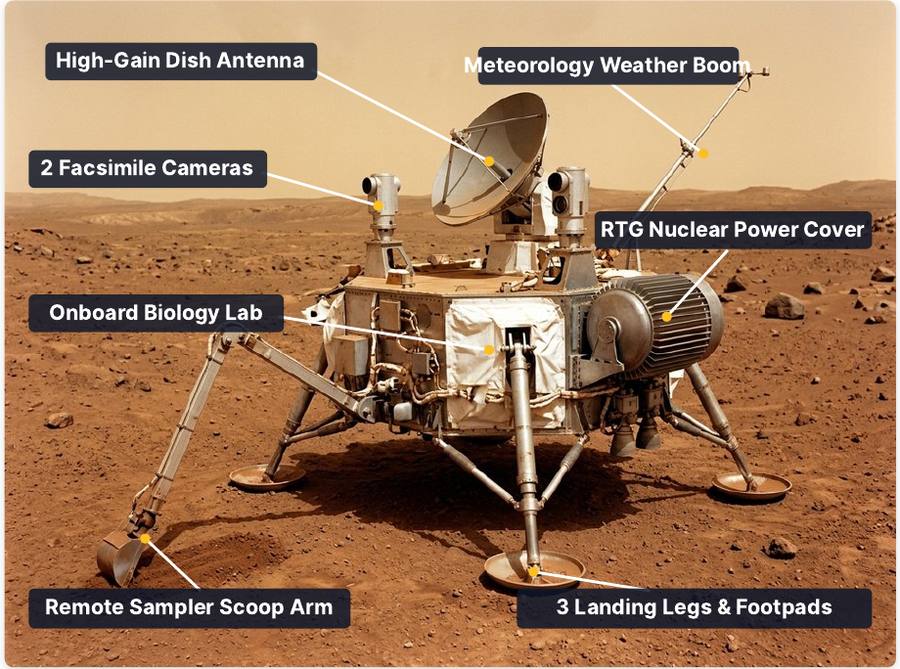 High-Gain Dish Antenna
Meteorology Weather Boom
2 Facsimile Cameras
RTG Nuclear Power Cover
Onboard Biology Lab
Remote Sampler Scoop Arm
3 Landing Legs & Footpads